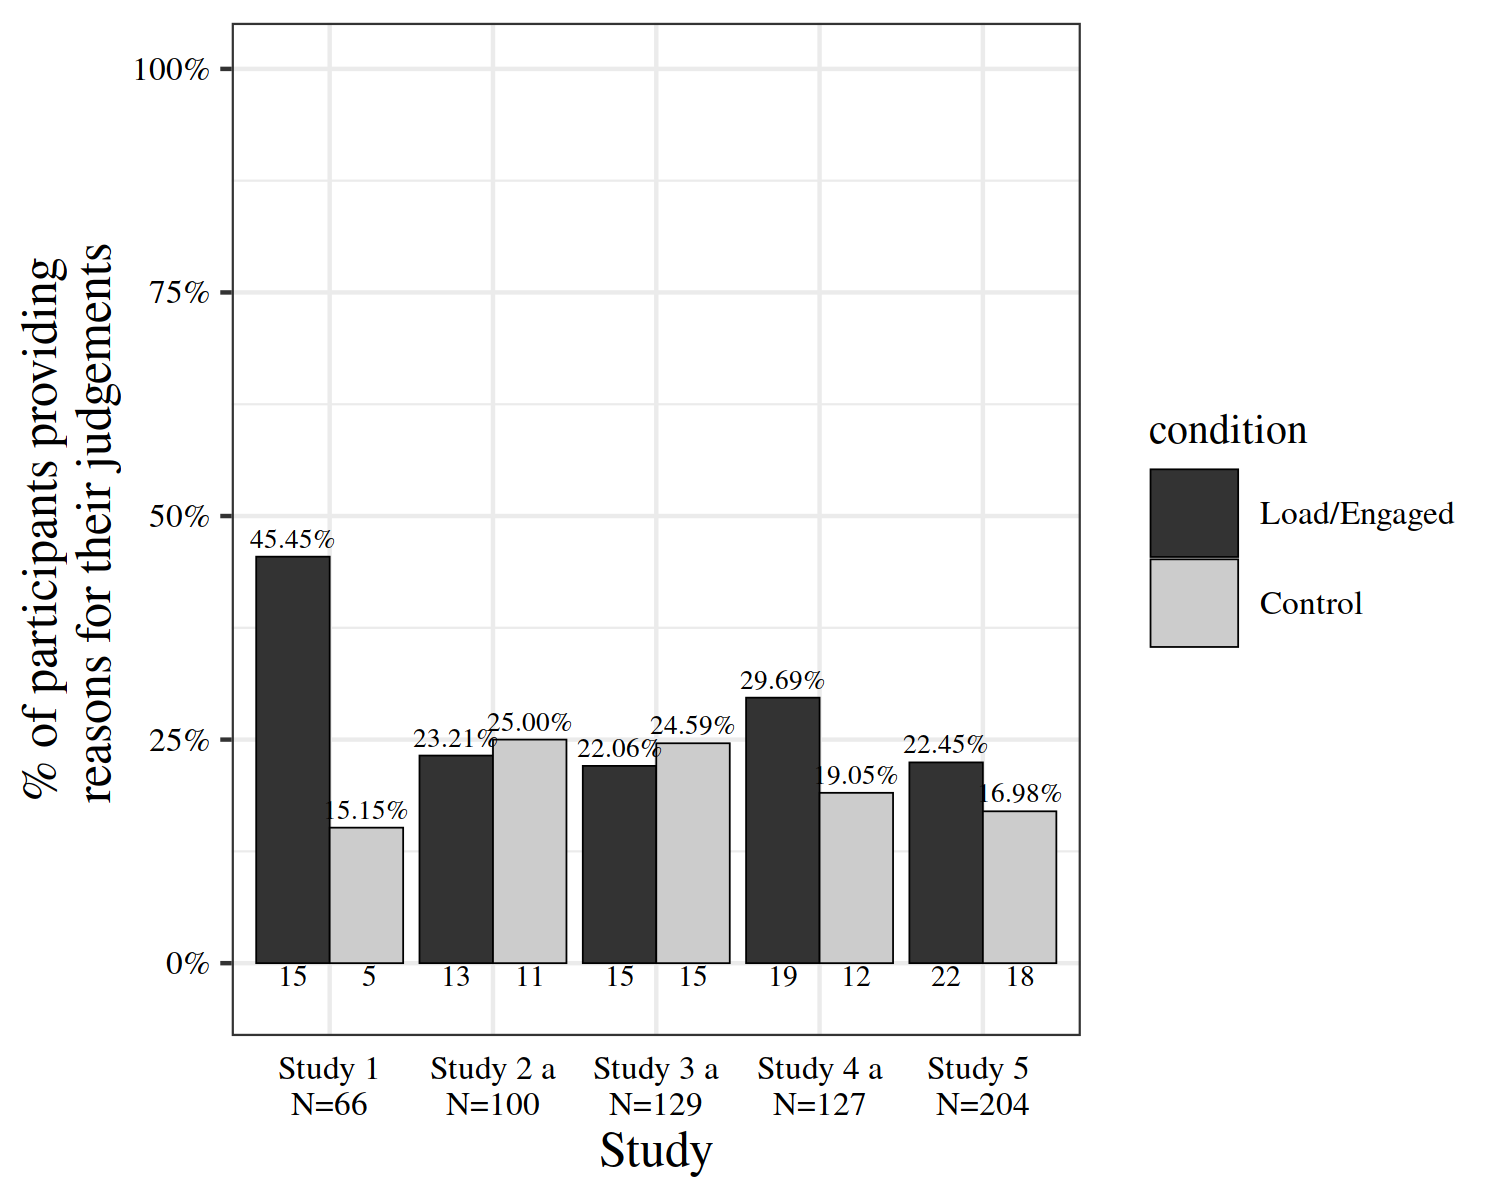 % of participants providing
reasons for their judgements
100%
75%
50%
25%
0%
45.45%
15.15%
23.21%
25.00%
22.06%
24.59%
29.69%
19.05%
22.45%
16.98%
15 5 13 11 15 15 19 12 22 18
Study 1 Study 2 a Study 3 a Study 4 a Study 5
N=66 N=100 N=129 N=127 N=204
Study
condition
Load/Engaged
Control